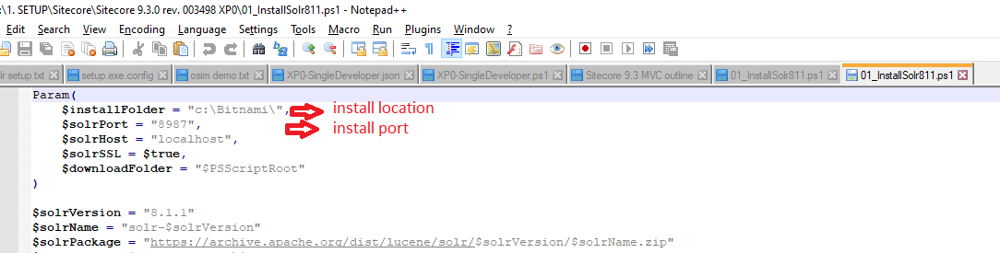 :\1. SETUP\Sitecore\Sitecore 9.3.0 rev. 003498 XP0\01_InstallSolr811.ps1 - Notepad++
Edit Search View Encoding Language Settings Tools Macro Run Plugins Window ?
lr setup.txt setup.exe.config osim demo.txt XP0-SingleDeveloper.json XP0-SingleDeveloper.ps1 Sitecore 9.3 MVC outline 01_InstallSolr811.ps1 01_InstallSolr811.ps1
Param(
$installFolder = "c:\Bitnami\", install location
$solrPort = "8987", install port
$solrHost = "localhost",
$solrSSL = $true,
$downloadFolder = "$PSScriptRoot"
)
$solrVersion = "8.1.1"
$solrName = "solr-$solrVersion"
$solrPackage = "https://archive.apache.org/dist/lucene/solr/$solrVersion/$solrName.zip"